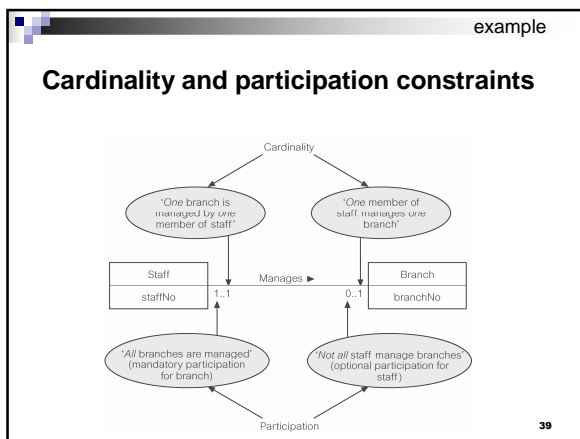 example
Cardinality and participation constraints
Cardinality
'One branch is
managed by one
member of staff'
'One member of
staff manages one
branch'
Staff
staffNo
Manages ►
1..1
0..1
Branch
branchNo
'All branches are managed'
(mandatory participation
for branch)
'Not all staff manage branches'
(optional participation for
staff)
Participation
39